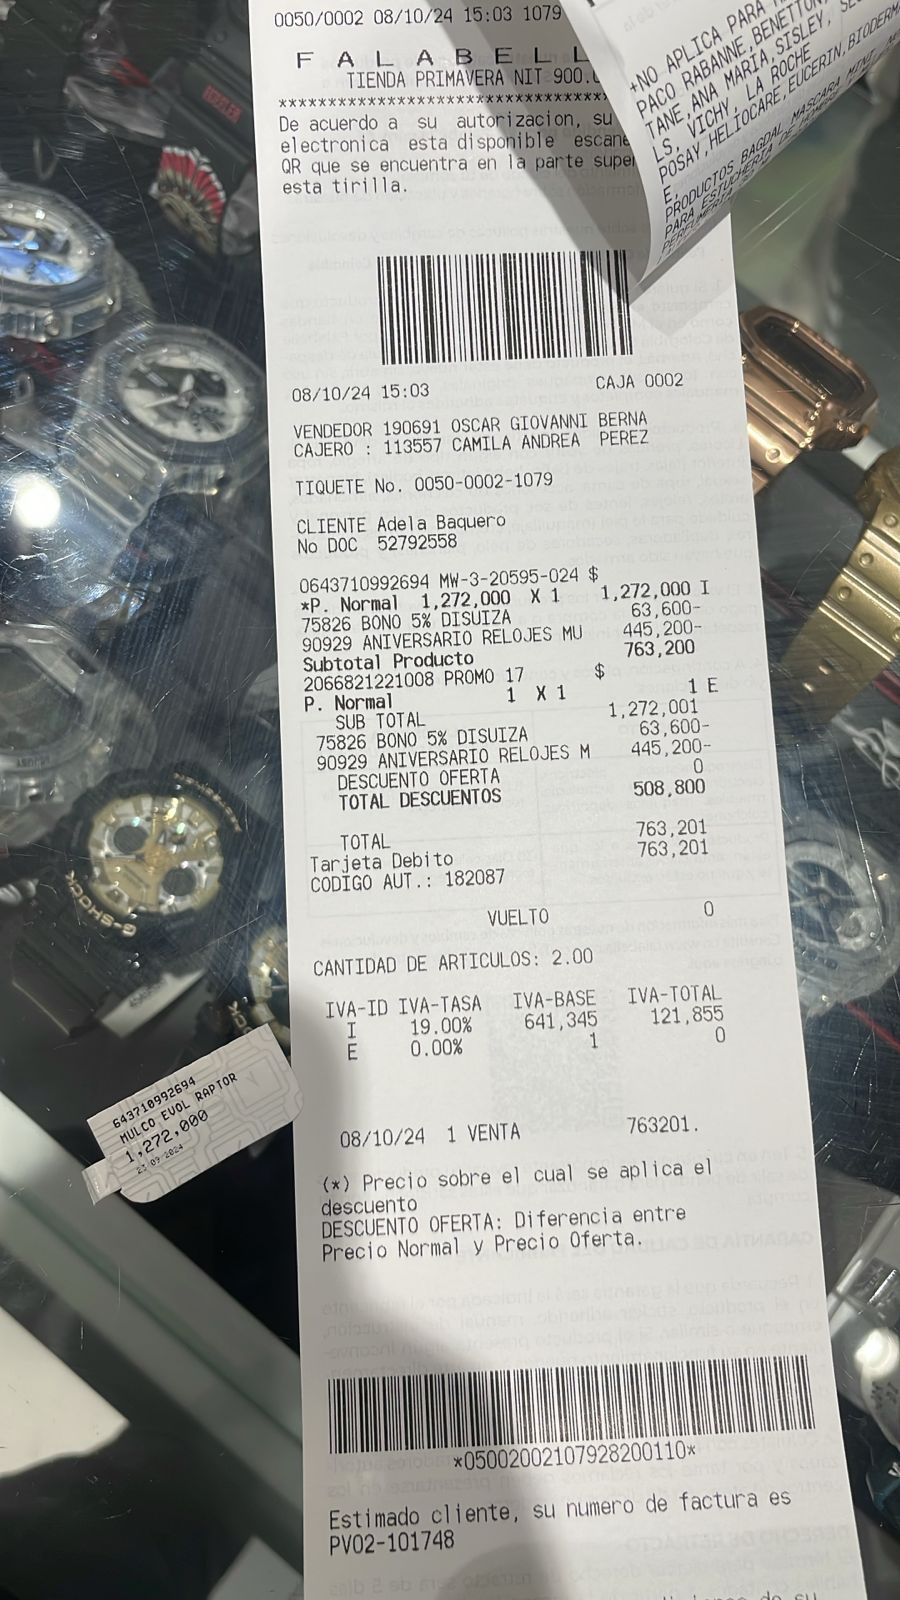 0050/0002 08/10/24 15:03 1079
F A L A B E L L
TIENDA PRIMAVERA NIT 900.
****************************************
De acuerdo a su autorizacion, su
electronica esta disponible escane
QR que se encuentra en la parte super
esta tirilla.
+NO APLICA PARA
PACO RABANNE, BENETTON,
TANE, ANA MARIA, SISLEY,
LS, VICHY, LA ROCHE
POSAY, HELIOCARE, EUCERIN, BIODERMA
E,
PRODUCTOS BAGDAL, MASCARA MINI,
PARA ESTUCHERIA DE
08/10/24 15:03 CAJA 0002
VENDEDOR 190691 OSCAR GIOVANNI BERNA
CAJERO : 113557 CAMILA ANDREA PEREZ
TIQUETE No. 0050-0002-1079
CLIENTE Adela Baquero
No DOC 52792558
0643710992694 MW-3-20595-024 $
*P. Normal 1,272,000 X 1 1,272,000 I
75826 BONO 5% DISUIZA 63,600-
90929 ANIVERSARIO RELOJES MU 445,200-
Subtotal Producto 763,200
2066821221008 PROMO 17 $
P. Normal 1 X 1 1 E
SUB TOTAL 1,272,001
75826 BONO 5% DISUIZA 63,600-
90929 ANIVERSARIO RELOJES M 445,200-
DESCUENTO OFERTA 0
TOTAL DESCUENTOS 508,800
TOTAL 763,201
Tarjeta Debito 763,201
CODIGO AUT.: 182087
VUELTO 0
CANTIDAD DE ARTICULOS: 2.00
IVA-ID IVA-TASA IVA-BASE IVA-TOTAL
I 19.00% 641,345 121,855
E 0.00% 1 0
08/10/24 1 VENTA 763201.
(*) Precio sobre el cual se aplica el
descuento
DESCUENTO OFERTA: Diferencia entre
Precio Normal y Precio Oferta.
*05002002107928200110*
Estimado cliente, su numero de factura es
PV02-101748
643710992694
MULCO EVOL RAPTOR
1,272,000
23 09 2024
G-SHOCK